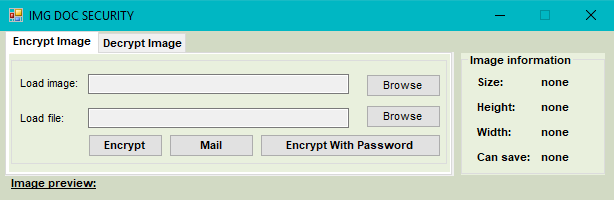 IMG DOC SECURITY
Encrypt Image
Decrypt Image
Load image:
Browse
Load file:
Browse
Encrypt
Mail
Encrypt With Password
Image information
Size: none
Height: none
Width: none
Can save: none
Image preview: